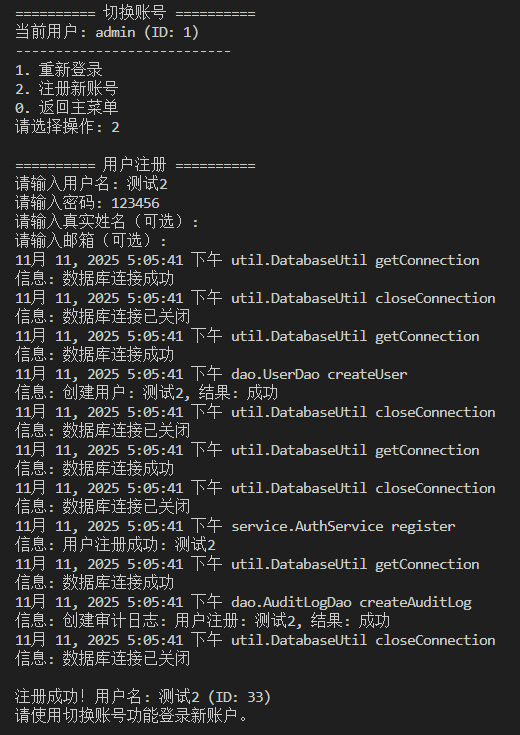 ========== 切换账号 ==========
当前用户: admin (ID: 1)
---------------------------
1. 重新登录
2. 注册新账号
0. 返回主菜单
请选择操作: 2
========== 用户注册 ==========
请输入用户名: 测试2
请输入密码: 123456
请输入真实姓名（可选）:
请输入邮箱（可选）:
11月 11, 2025 5:05:41 下午 util.DatabaseUtil getConnection
信息: 数据库连接成功
11月 11, 2025 5:05:41 下午 util.DatabaseUtil closeConnection
信息: 数据库连接已关闭
11月 11, 2025 5:05:41 下午 util.DatabaseUtil getConnection
信息: 数据库连接成功
11月 11, 2025 5:05:41 下午 dao.UserDao createUser
信息: 创建用户: 测试2, 结果: 成功
11月 11, 2025 5:05:41 下午 util.DatabaseUtil closeConnection
信息: 数据库连接已关闭
11月 11, 2025 5:05:41 下午 util.DatabaseUtil getConnection
信息: 数据库连接成功
11月 11, 2025 5:05:41 下午 util.DatabaseUtil closeConnection
信息: 数据库连接已关闭
11月 11, 2025 5:05:41 下午 service.AuthService register
信息: 用户注册成功: 测试2
11月 11, 2025 5:05:41 下午 util.DatabaseUtil getConnection
信息: 数据库连接成功
11月 11, 2025 5:05:41 下午 dao.AuditLogDao createAuditLog
信息: 创建审计日志: 用户注册: 测试2, 结果: 成功
11月 11, 2025 5:05:41 下午 util.DatabaseUtil closeConnection
信息: 数据库连接已关闭
注册成功! 用户名: 测试2 (ID: 33)
请使用切换账号功能登录新账户。